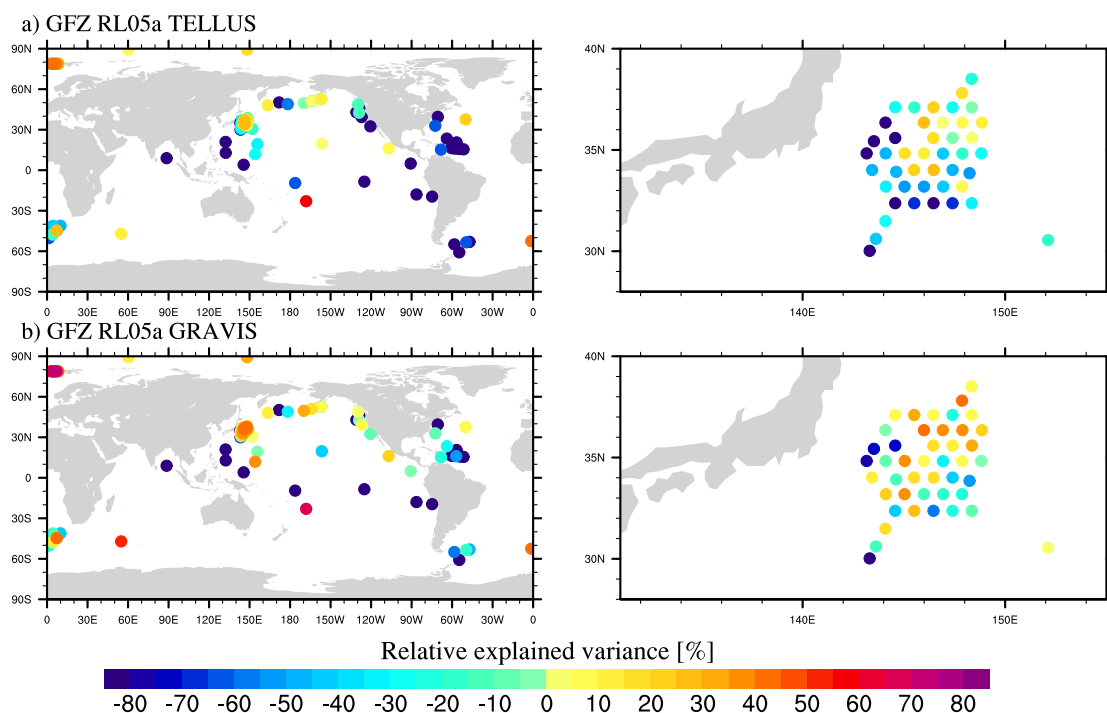 a) GFZ RL05a TELLUS
90N
60N
30N
0
30S
60S
90S
0 30E 60E 90E 120E 150E 180 150W 120W 90W 60W 30W 0
40N
35N
30N
140E 150E
b) GFZ RL05a GRAVIS
90N
60N
30N
0
30S
60S
90S
0 30E 60E 90E 120E 150E 180 150W 120W 90W 60W 30W 0
40N
35N
30N
140E 150E
Relative explained variance [%]
-80 -70 -60 -50 -40 -30 -20 -10 0 10 20 30 40 50 60 70 80